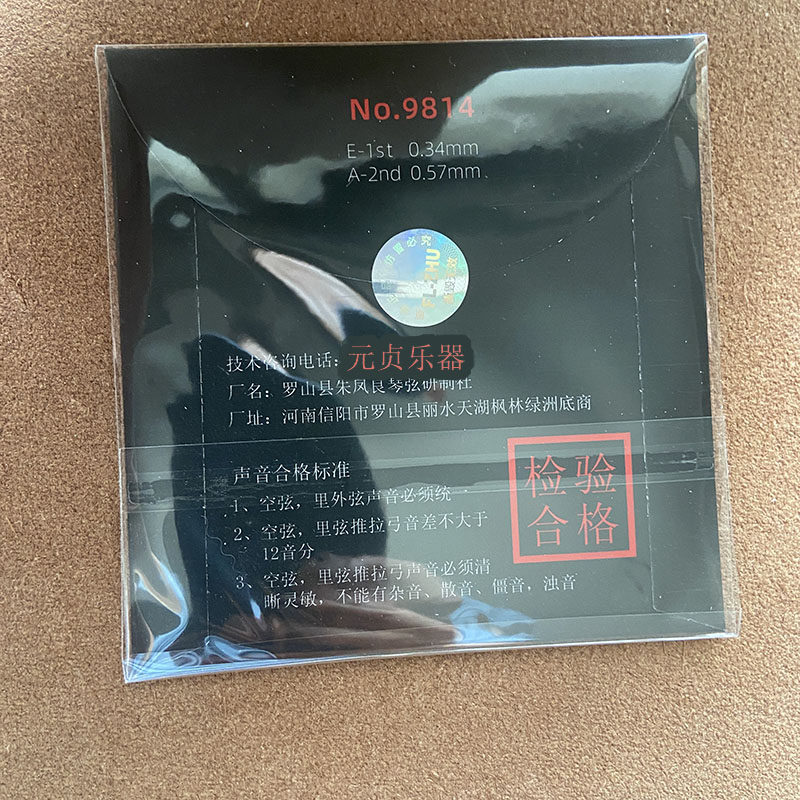 No.9814
E-1st 0.34mm
A-2nd 0.57mm
仿冒必究
技术咨询电话：元贞乐器
厂名：罗山县朱凤良琴弦研制社
厂址：河南信阳市罗山县丽水天湖枫林绿洲底商
声音合格标准
检验
合格
1、空弦，里外弦声音必须统
2、空弦，里弦推拉弓音差不大于
12音分
3、空弦，里弦推拉弓声音必须清
晰灵敏，不能有杂音、散音、僵音，浊音